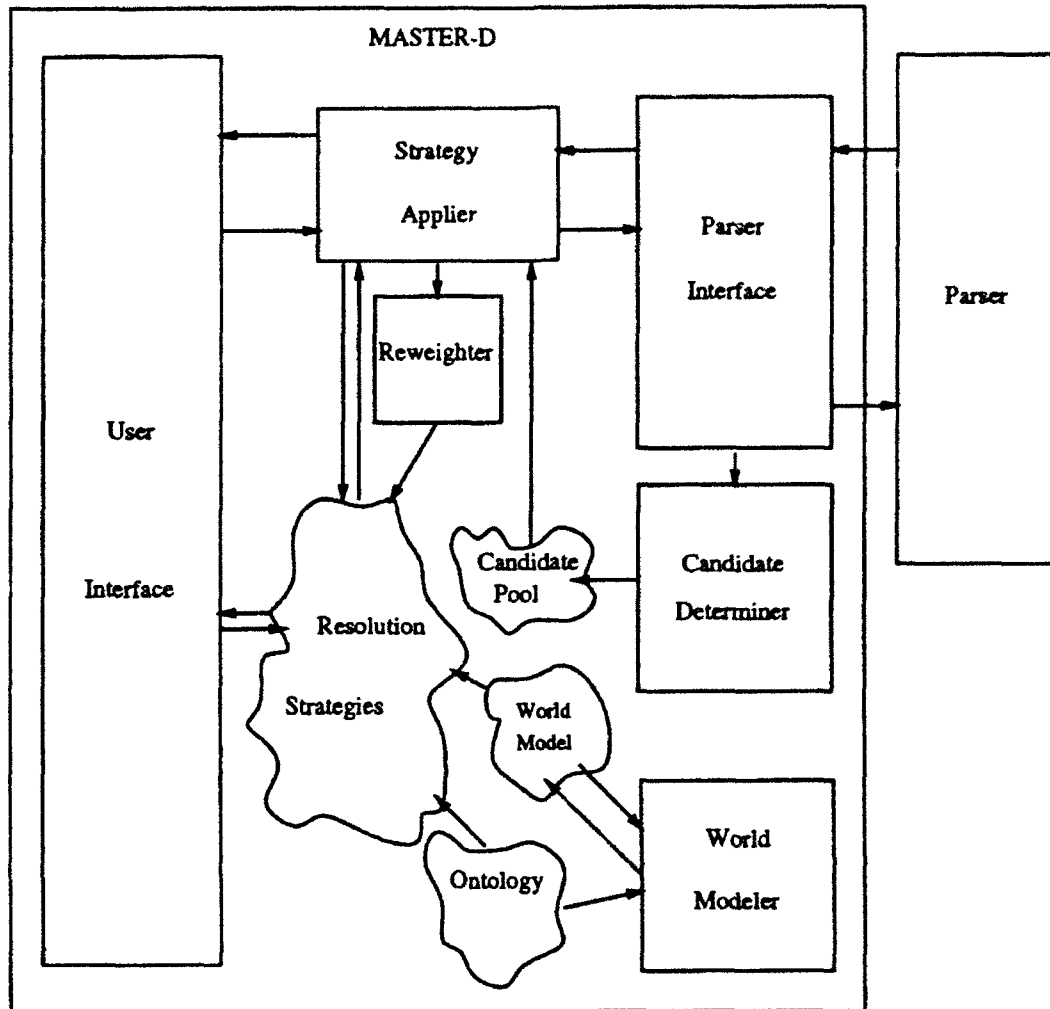 MASTER-D
Strategy
Applier
Parser
Interface
Parser
Reweighter
User
Interface
Candidate
Pool
Candidate
Determiner
Resolution
Strategies
World
Model
Ontology
World
Modeler